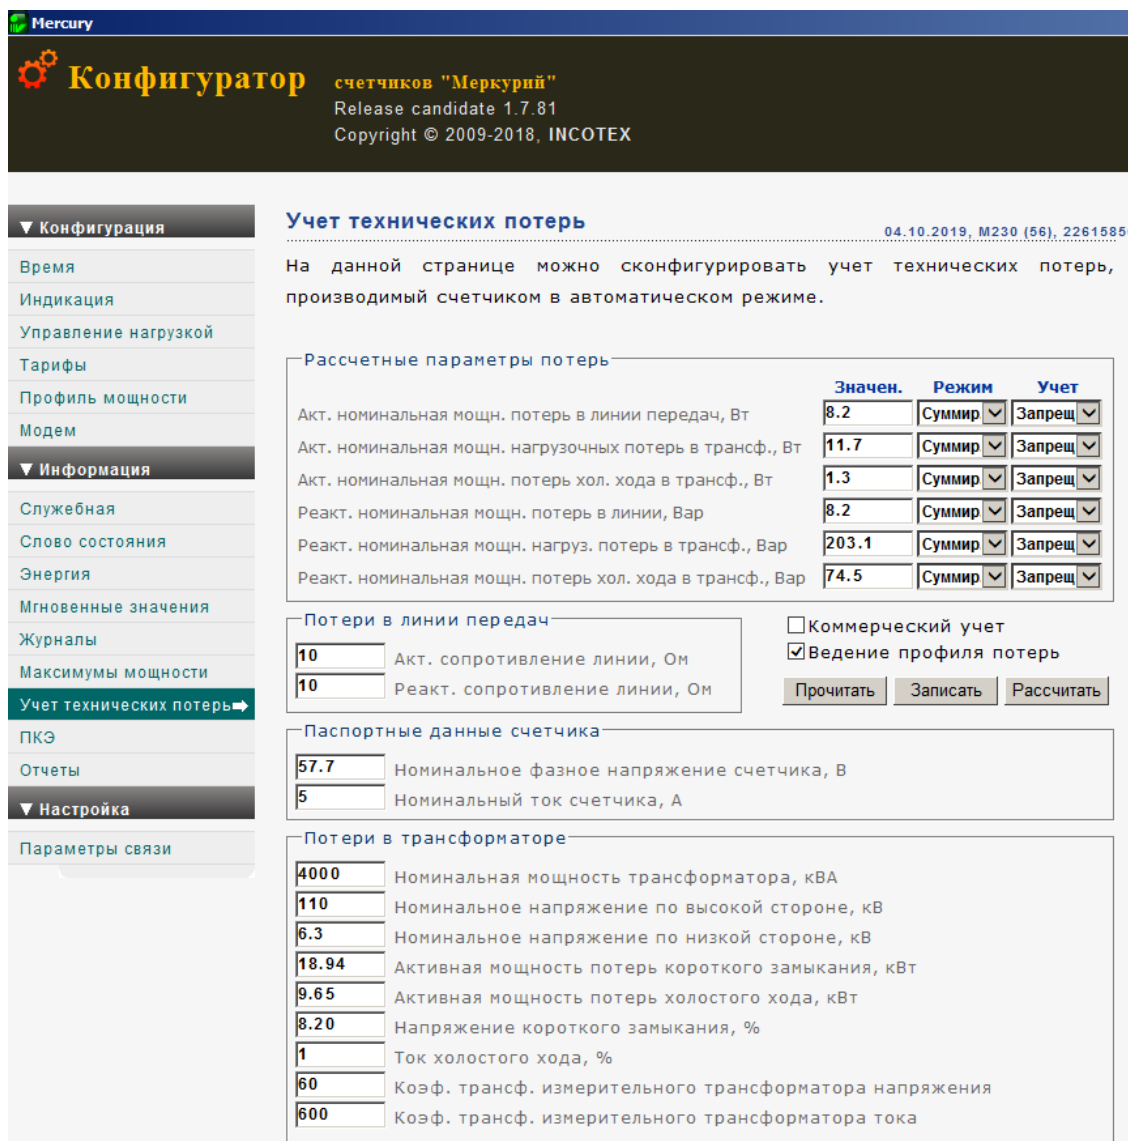 Mercury
Конфигуратор счетчиков "Меркурий"
Release candidate 1.7.81
Copyright © 2009-2018, INCOTEX
Конфигурация
Время
Индикация
Управление нагрузкой
Тарифы
Профиль мощности
Модем
Информация
Служебная
Слово состояния
Энергия
Мгновенные значения
Журналы
Максимумы мощности
Учет технических потерь
ПКЭ
Отчеты
Настройка
Параметры связи
Учет технических потерь
04.10.2019, M230 (56), 2261585
На данной странице можно сконфигурировать учет технических потерь,
производимый счетчиком в автоматическом режиме.
Рассчетные параметры потерь
Значен. Режим Учет
Акт. номинальная мощн. потерь в линии передач, Вт 8.2 Суммир Запрещ
Акт. номинальная мощн. нагрузочных потерь в трансф., Вт 11.7 Суммир Запрещ
Акт. номинальная мощн. потерь хол. хода в трансф., Вт 1.3 Суммир Запрещ
Реакт. номинальная мощн. потерь в линии, Вар 8.2 Суммир Запрещ
Реакт. номинальная мощн. нагруз. потерь в трансф., Вар 203.1 Суммир Запрещ
Реакт. номинальная мощн. потерь хол. хода в трансф., Вар 74.5 Суммир Запрещ
Потери в линии передач
10 Акт. сопротивление линии, Ом
10 Реакт. сопротивление линии, Ом
Коммерческий учет
Ведение профиля потерь
Прочитать Записать Рассчитать
Паспортные данные счетчика
57.7 Номинальное фазное напряжение счетчика, В
5 Номинальный ток счетчика, А
Потери в трансформаторе
4000 Номинальная мощность трансформатора, кВА
110 Номинальное напряжение по высокой стороне, кВ
6.3 Номинальное напряжение по низкой стороне, кВ
18.94 Активная мощность потерь короткого замыкания, кВт
9.65 Активная мощность потерь холостого хода, кВт
8.20 Напряжение короткого замыкания, %
1 Ток холостого хода, %
60 Коэф. трансф. измерительного трансформатора напряжения
600 Коэф. трансф. измерительного трансформатора тока